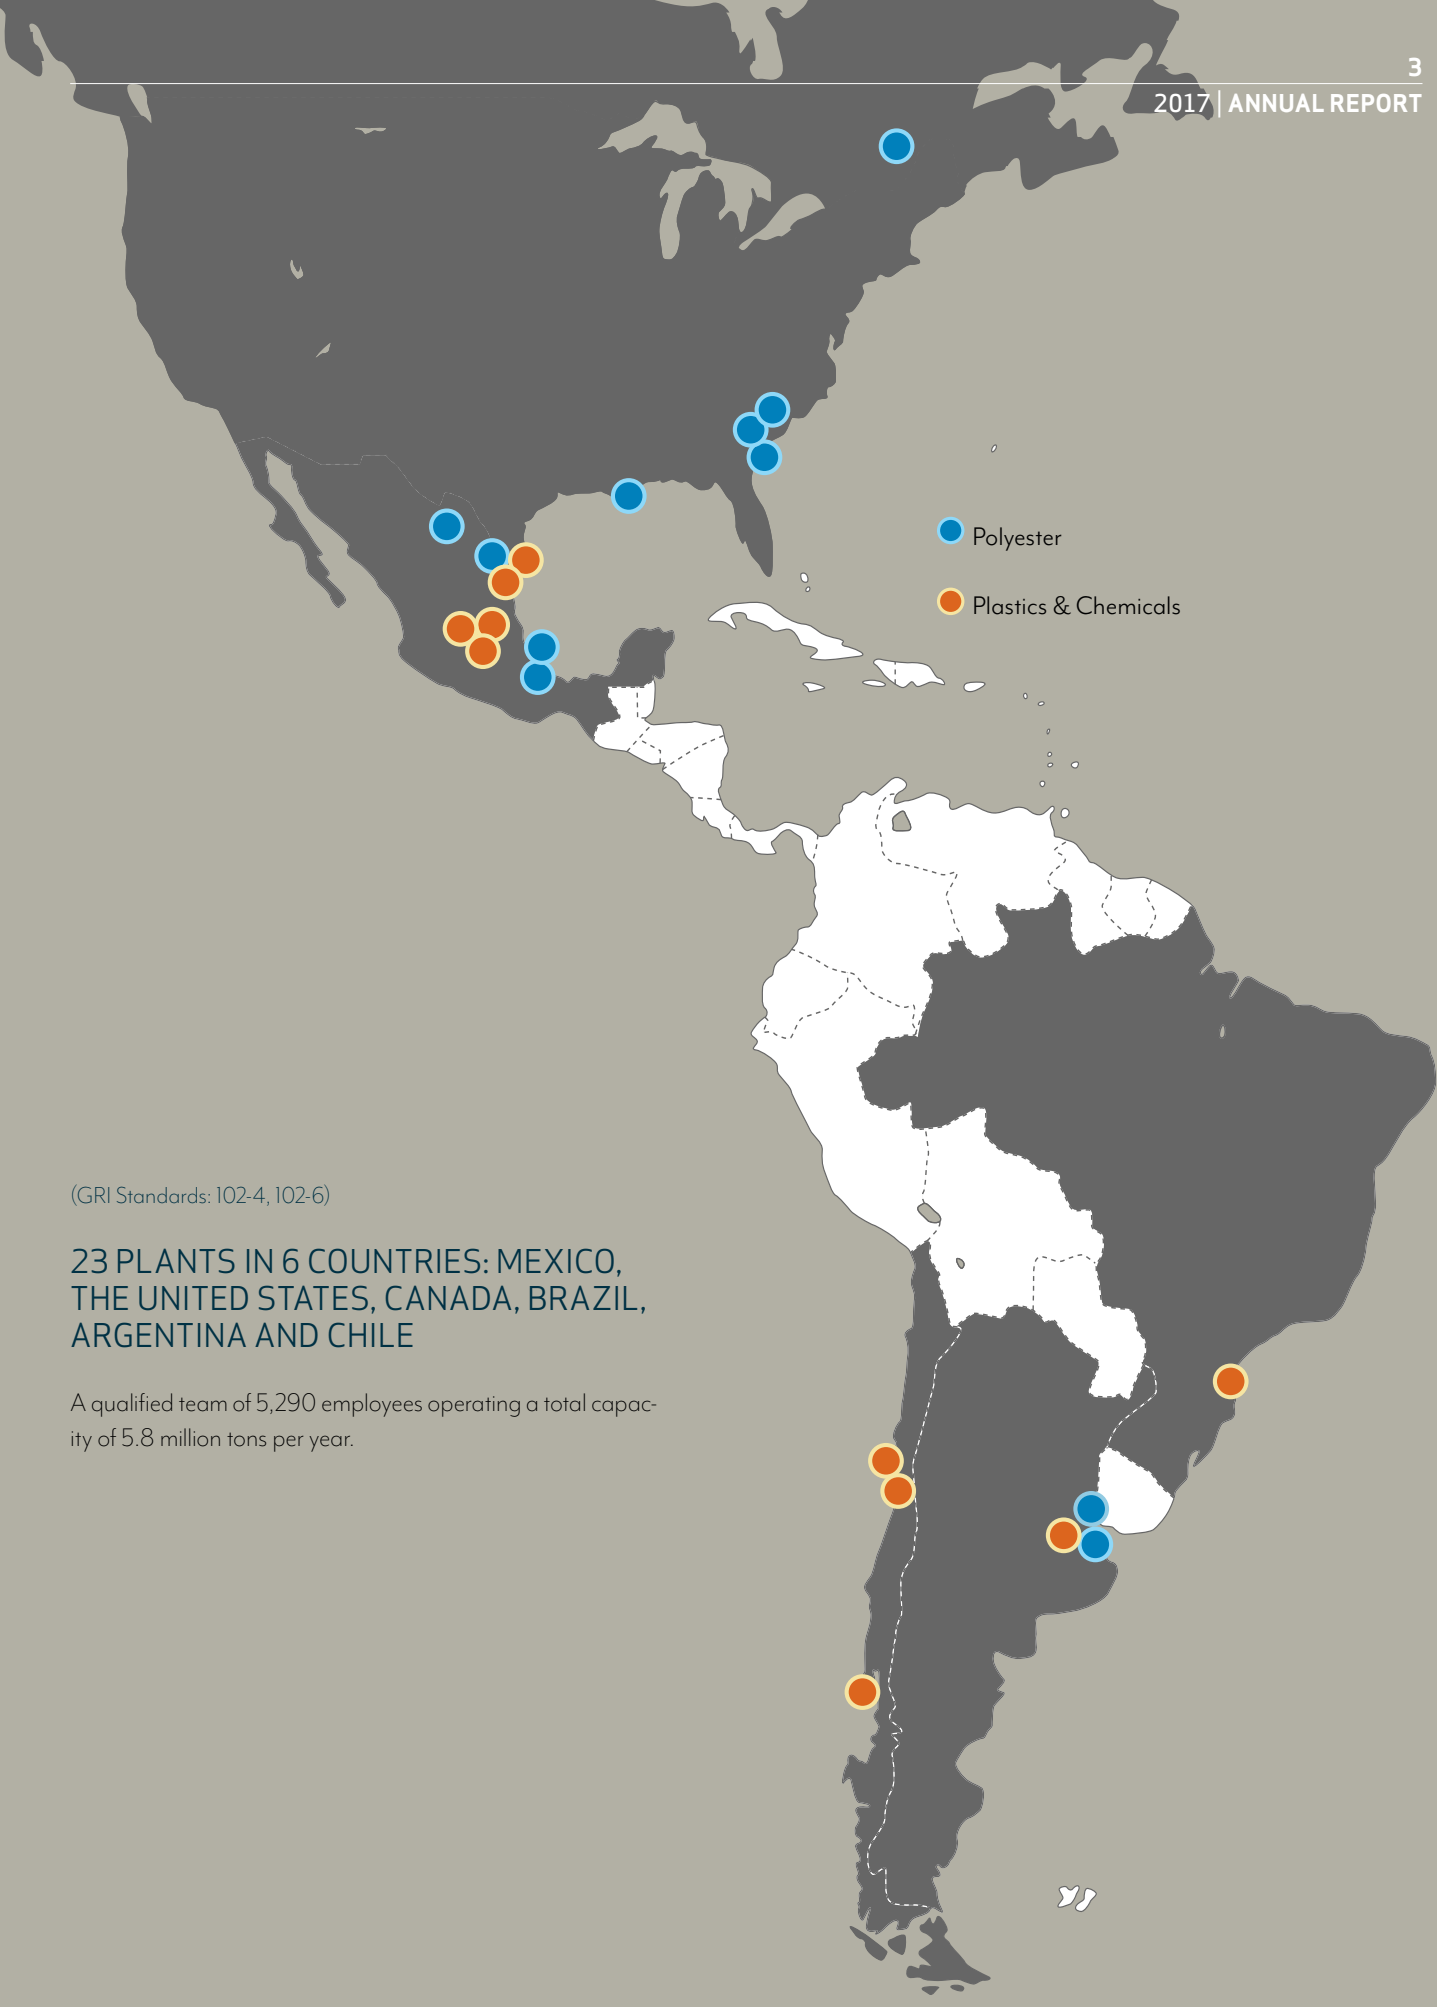 3
2017 | ANNUAL REPORT
Polyester
Plastics & Chemicals
(GRI Standards: 102-4, 102-6)
23 PLANTS IN 6 COUNTRIES: MEXICO,
THE UNITED STATES, CANADA, BRAZIL,
ARGENTINA AND CHILE
A qualified team of 5,290 employees operating a total capac-
ity of 5.8 million tons per year.